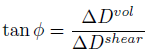 tan ϕ = ΔD^{vol} / ΔD^{shear}